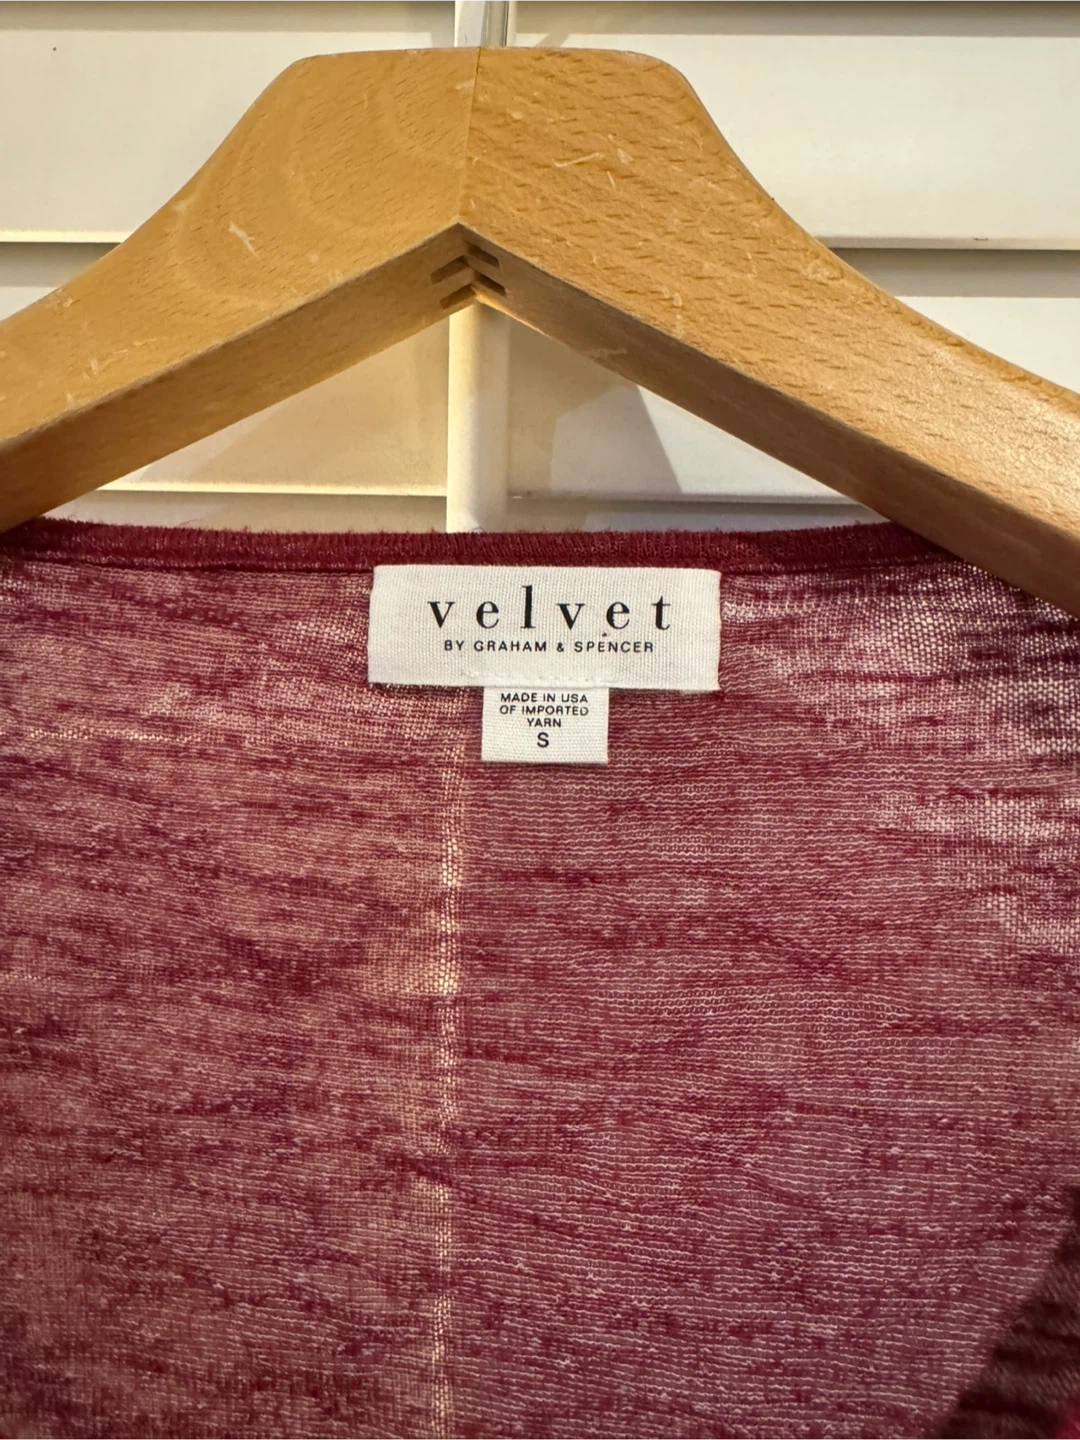 velvet
BY GRAHAM & SPENCER
MADE IN USA
OF IMPORTED
YARN
S